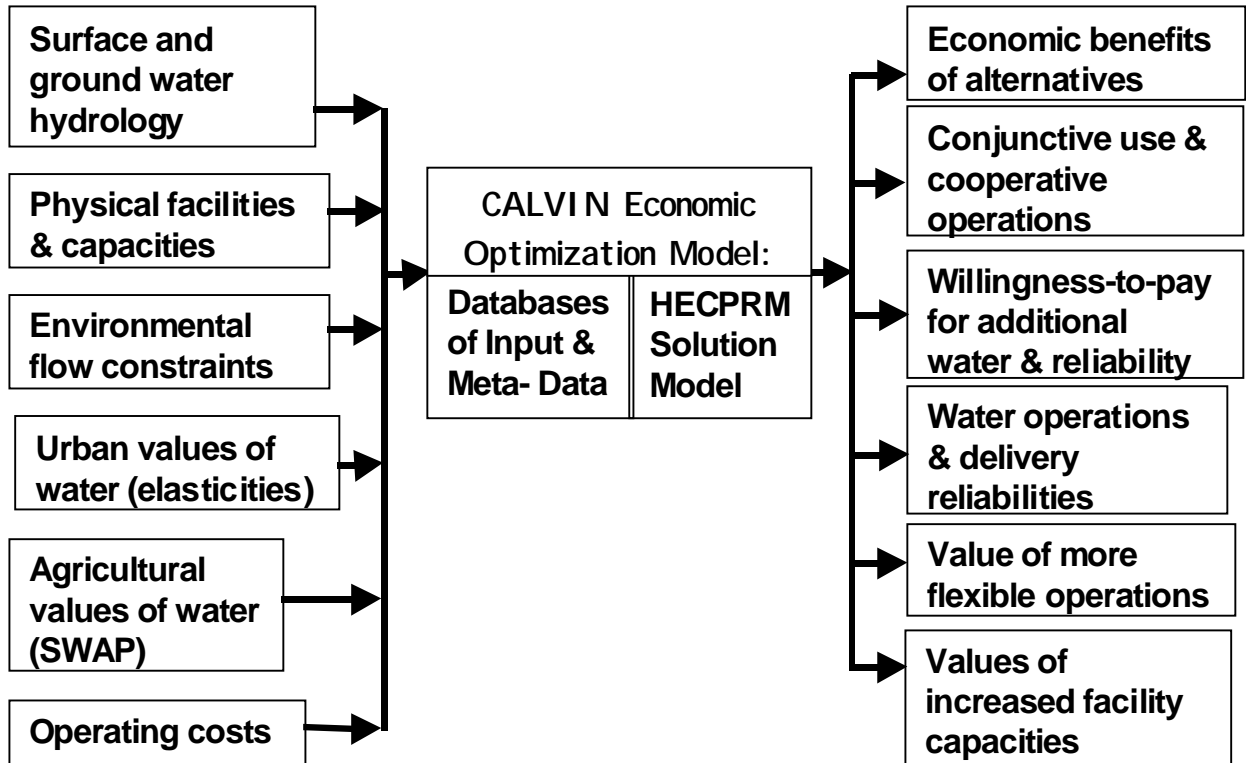 Surface and
ground water
hydrology
Physical facilities
& capacities
Environmental
flow constraints
Urban values of
water (elasticities)
Agricultural
values of water
(SWAP)
Operating costs
CALVIN Economic
Optimization Model:
Databases
of Input &
Meta- Data
HECPRM
Solution
Model
Economic benefits
of alternatives
Conjunctive use &
cooperative
operations
Willingness-to-pay
for additional
water & reliability
Water operations
& delivery
reliabilities
Value of more
flexible operations
Values of
increased facility
capacities